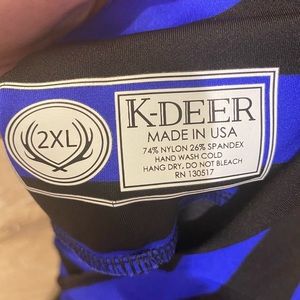 2XL
K-DEER
MADE IN USA
74% NYLON 26% SPANDEX
HAND WASH COLD
HANG DRY, DO NOT BLEACH
RN 130517